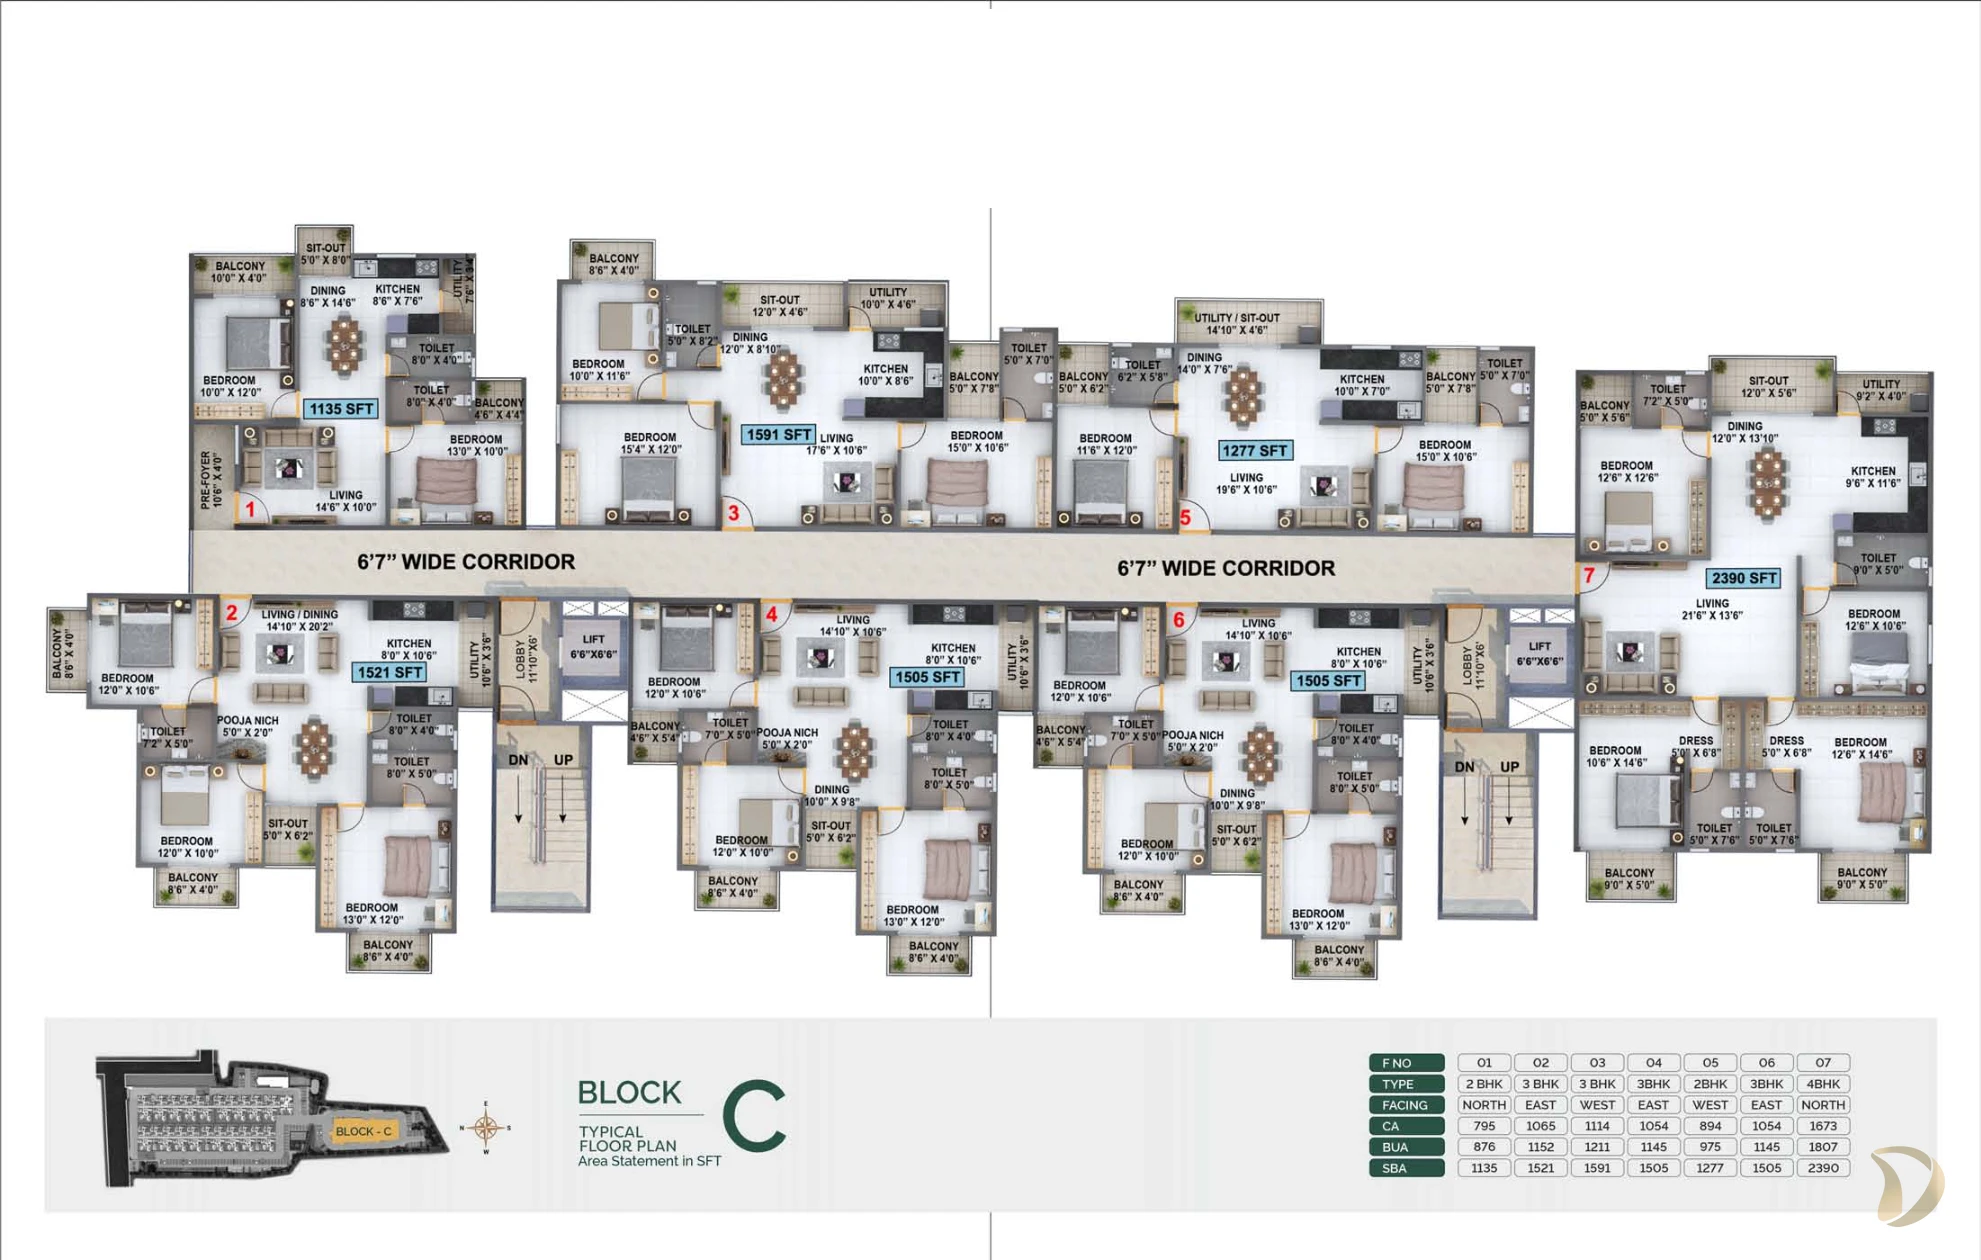 SIT-OUT
5'0" X 8'0"
BALCONY
10'0" X 4'0"
DINING
8'6" X 14'6"
KITCHEN
8'6" X 7'6"
UTILITY
7'6" X 3'4"
TOILET
8'0" X 4'0"
BEDROOM
10'0" X 12'0"
TOILET
8'0" X 4'0"
BALCONY
4'6" X 4'4"
1135 SFT
BEDROOM
13'0" X 10'0"
PRE-FOYER
10'6" X 4'0"
LIVING
14'6" X 10'0"
1
BALCONY
8'6" X 4'0"
SIT-OUT
12'0" X 4'6"
UTILITY
10'0" X 4'6"
TOILET
5'0" X 8'2"
DINING
12'0" X 8'10"
BEDROOM
10'0" X 11'6"
KITCHEN
10'0" X 8'6"
BALCONY
5'0" X 7'8"
TOILET
5'0" X 7'0"
BEDROOM
15'4" X 12'0"
1591 SFT
LIVING
17'6" X 10'6"
BEDROOM
15'0" X 10'6"
3
UTILITY / SIT-OUT
14'10" X 4'6"
BALCONY
5'0" X 6'2"
TOILET
6'2" X 5'8"
DINING
14'0" X 7'6"
KITCHEN
10'0" X 7'0"
BALCONY
5'0" X 7'8"
TOILET
5'0" X 7'0"
BEDROOM
11'6" X 12'0"
1277 SFT
BEDROOM
15'0" X 10'6"
LIVING
19'6" X 10'6"
5
BALCONY
5'0" X 5'6"
TOILET
7'2" X 5'0"
SIT-OUT
12'0" X 5'6"
UTILITY
9'2" X 4'0"
DINING
12'0" X 13'10"
BEDROOM
12'6" X 12'6"
KITCHEN
9'6" X 11'6"
TOILET
9'0" X 5'0"
7
2390 SFT
LIVING
21'6" X 13'6"
BEDROOM
12'6" X 10'6"
DRESS
5'0" X 6'8"
DRESS
5'0" X 6'8"
BEDROOM
10'6" X 14'6"
BEDROOM
12'6" X 14'6"
TOILET
5'0" X 7'6"
TOILET
5'0" X 7'6"
BALCONY
9'0" X 5'0"
BALCONY
9'0" X 5'0"
6'7" WIDE CORRIDOR
6'7" WIDE CORRIDOR
2
LIVING / DINING
14'10" X 20'2"
BALCONY
8'6" X 4'0"
KITCHEN
8'0" X 10'6"
1521 SFT
UTILITY
10'6" X 3'6"
BEDROOM
12'0" X 10'6"
TOILET
7'2" X 5'0"
POOJA NICH
5'0" X 2'0"
TOILET
8'0" X 4'0"
TOILET
8'0" X 5'0"
SIT-OUT
5'0" X 6'2"
BEDROOM
12'0" X 10'0"
BALCONY
8'6" X 4'0"
BEDROOM
13'0" X 12'0"
BALCONY
8'6" X 4'0"
LOBBY
11'10"X6'
LIFT
6'6"X6'6"
DN
UP
4
LIVING
14'10" X 10'6"
KITCHEN
8'0" X 10'6"
1505 SFT
UTILITY
10'6" X 3'6"
BEDROOM
12'0" X 10'6"
BALCONY
4'6" X 5'4"
TOILET
7'0" X 5'0"
POOJA NICH
5'0" X 2'0"
TOILET
8'0" X 4'0"
TOILET
8'0" X 5'0"
DINING
10'0" X 9'8"
SIT-OUT
5'0" X 6'2"
BEDROOM
12'0" X 10'0"
BALCONY
8'6" X 4'0"
BEDROOM
13'0" X 12'0"
BALCONY
8'6" X 4'0"
6
LIVING
14'10" X 10'6"
KITCHEN
8'0" X 10'6"
1505 SFT
UTILITY
10'6" X 3'6"
BEDROOM
12'0" X 10'6"
BALCONY
4'6" X 5'4"
TOILET
7'0" X 5'0"
POOJA NICH
5'0" X 2'0"
TOILET
8'0" X 4'0"
TOILET
8'0" X 5'0"
DINING
10'0" X 9'8"
SIT-OUT
5'0" X 6'2"
BEDROOM
12'0" X 10'0"
BALCONY
8'6" X 4'0"
BEDROOM
13'0" X 12'0"
BALCONY
8'6" X 4'0"
LOBBY
11'10"X6'
LIFT
6'6"X6'6"
DN
UP
BLOCK - C
E
N S
W
BLOCK C
TYPICAL
FLOOR PLAN
Area Statement in SFT
F NO 01 02 03 04 05 06 07
TYPE 2 BHK 3 BHK 3 BHK 3BHK 2BHK 3BHK 4BHK
FACING NORTH EAST WEST EAST WEST EAST NORTH
CA 795 1065 1114 1054 894 1054 1673
BUA 876 1152 1211 1145 975 1145 1807
SBA 1135 1521 1591 1505 1277 1505 2390